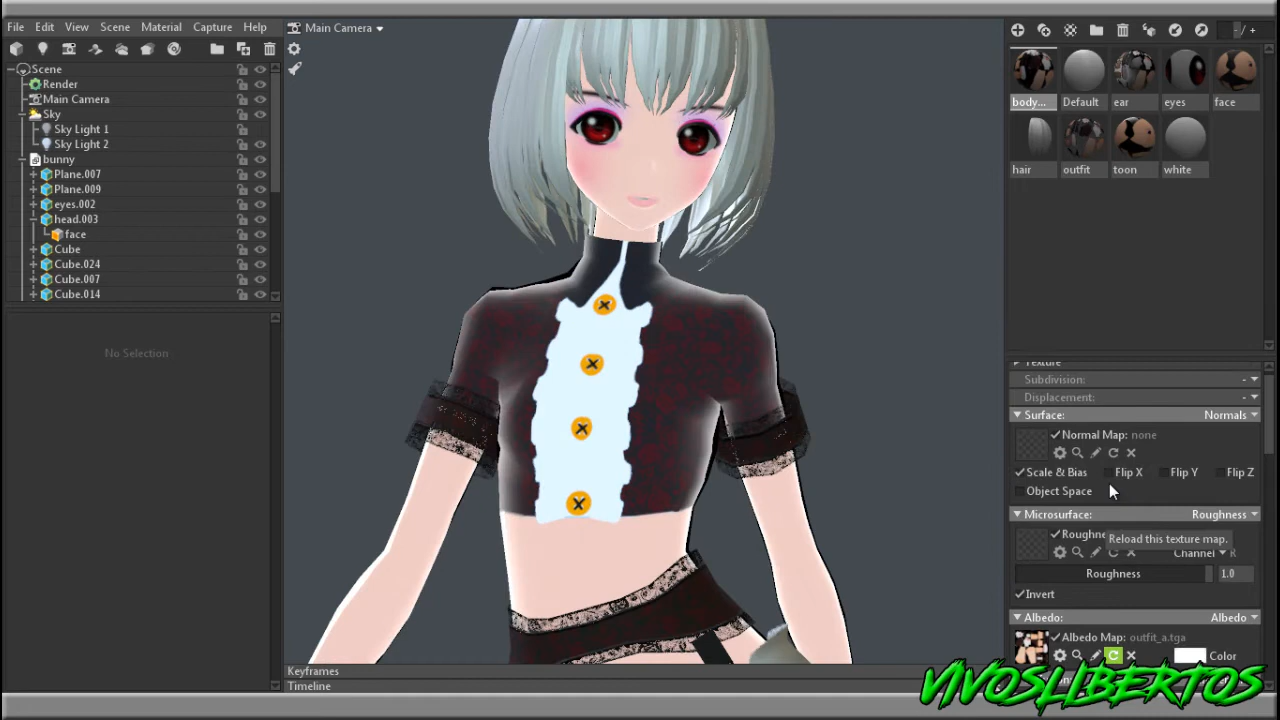 File Edit View Scene Material Capture Help
Main Camera
Scene
Render
Main Camera
Sky
Sky Light 1
Sky Light 2
bunny
Plane.007
Plane.009
eyes.002
head.003
face
Cube
Cube.024
Cube.007
Cube.014
No Selection
Keyframes
Timeline
body... Default ear eyes face
hair outfit toon white
Texture
Subdivision: -
Displacement: -
Surface: Normals
Normal Map: none
Scale & Bias Flip X Flip Y Flip Z
Object Space
Microsurface: Roughness
Reload this texture map.
Channel R
Roughness 1.0
Invert
Albedo: Albedo
Albedo Map: outfit_a.tga
Color
VIVOSLIBERTOS